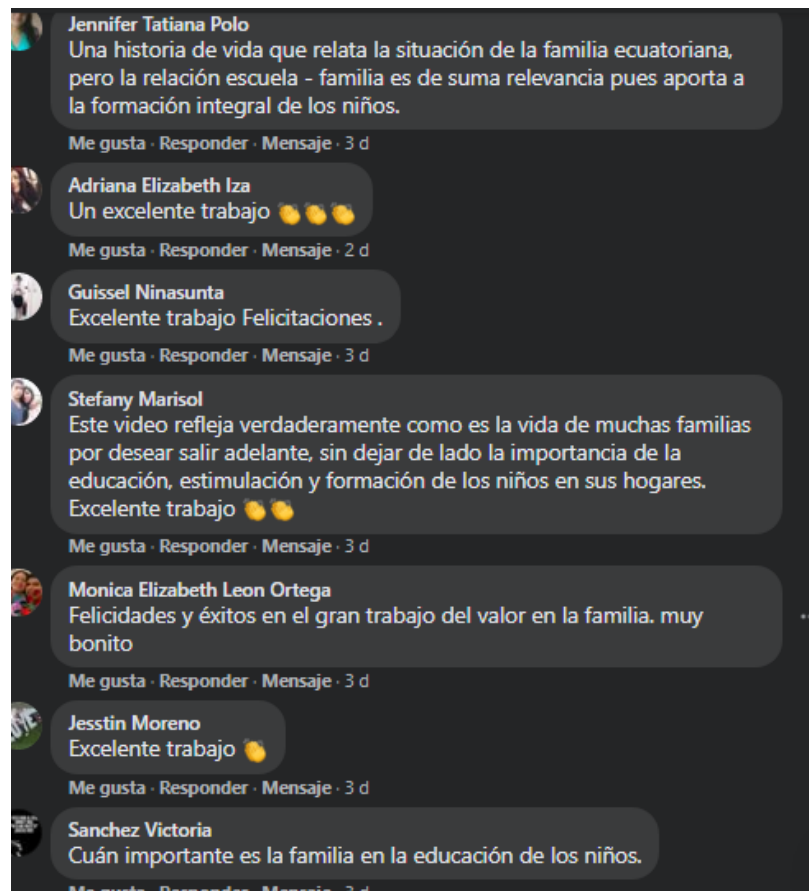 Jennifer Tatiana Polo
Una historia de vida que relata la situación de la familia ecuatoriana,
pero la relación escuela - familia es de suma relevancia pues aporta a
la formación integral de los niños.
Me gusta · Responder · Mensaje · 3 d
Adriana Elizabeth Iza
Un excelente trabajo 👏👏👏
Me gusta · Responder · Mensaje · 2 d
Guissel Ninasunta
Excelente trabajo Felicitaciones .
Me gusta · Responder · Mensaje · 3 d
Stefany Marisol
Este video refleja verdaderamente como es la vida de muchas familias
por desear salir adelante, sin dejar de lado la importancia de la
educación, estimulación y formación de los niños en sus hogares.
Excelente trabajo 👏👏
Me gusta · Responder · Mensaje · 3 d
Monica Elizabeth Leon Ortega
Felicidades y éxitos en el gran trabajo del valor en la familia. muy
bonito
Me gusta · Responder · Mensaje · 3 d
Jesstin Moreno
Excelente trabajo 👏
Me gusta · Responder · Mensaje · 3 d
Sanchez Victoria
Cuán importante es la familia en la educación de los niños.
Me gusta · Responder · Mensaje · 3 d